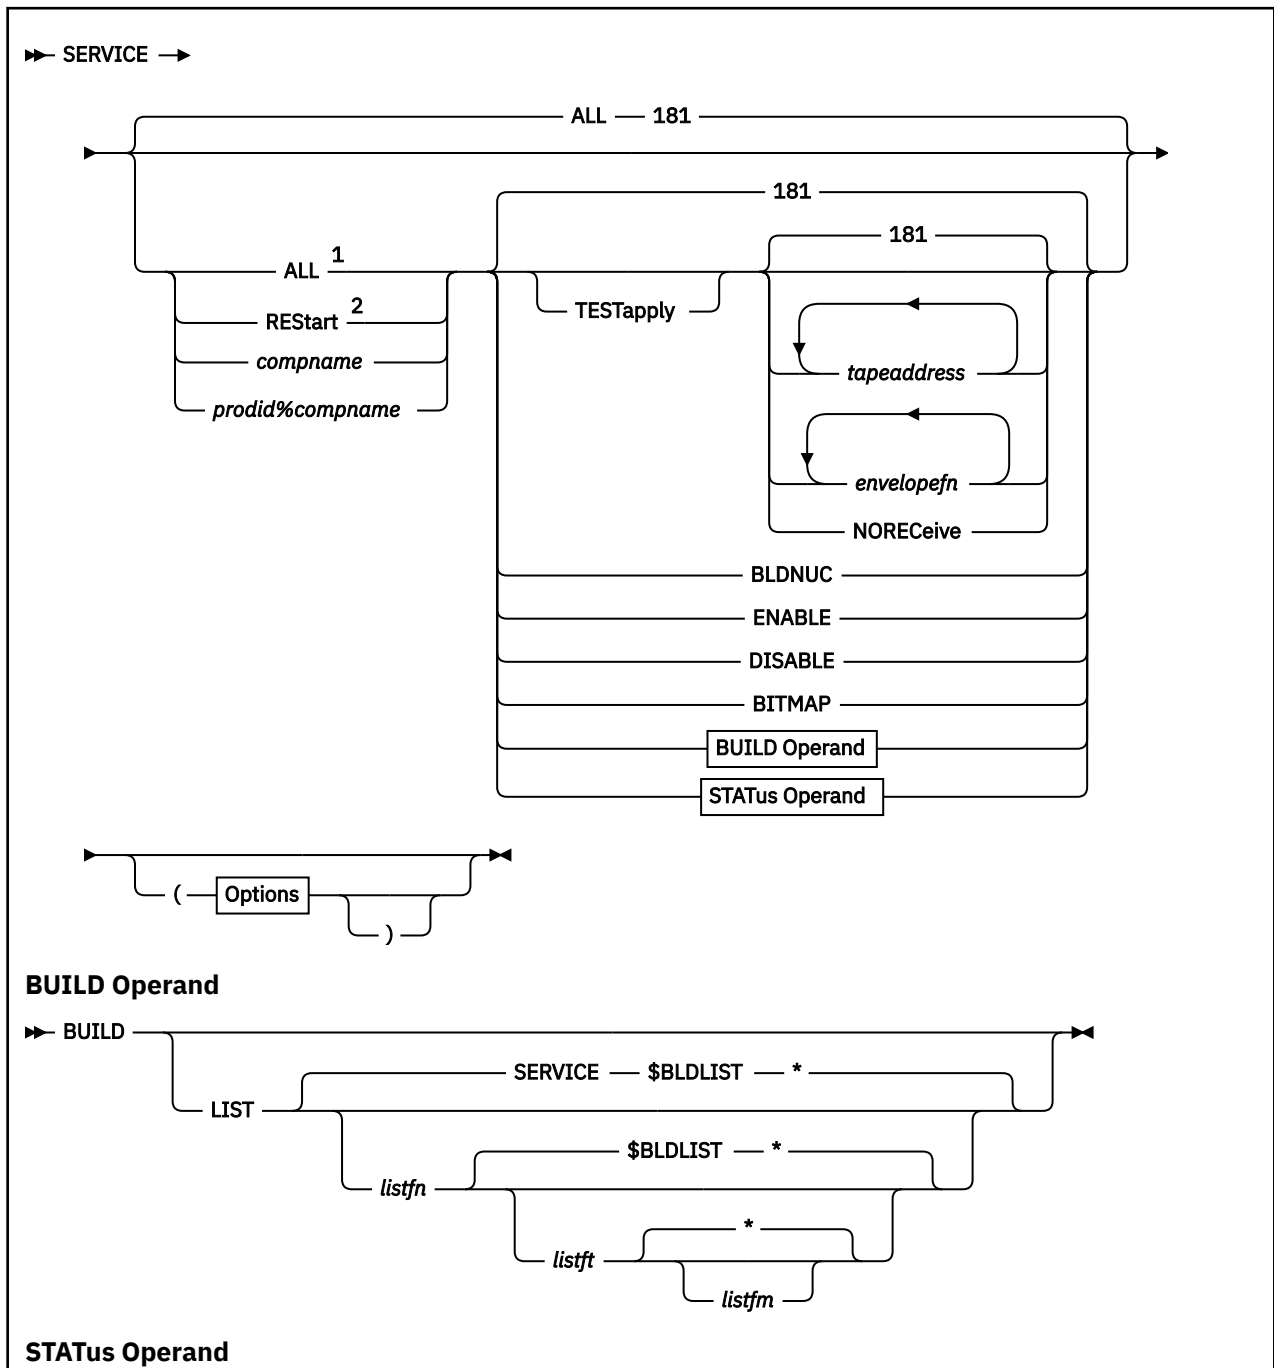 SERVICE
ALL 181
181
181
ALL 1
REStart 2
compname
prodid%compname
TESTapply
tapeaddress
envelopefn
NORECeive
BLDNUC
ENABLE
DISABLE
BITMAP
BUILD Operand
STATus Operand
( Options
)
BUILD Operand
BUILD
SERVICE $BLDLIST *
LIST
$BLDLIST *
listfn
*
listft
listfm
STATus Operand